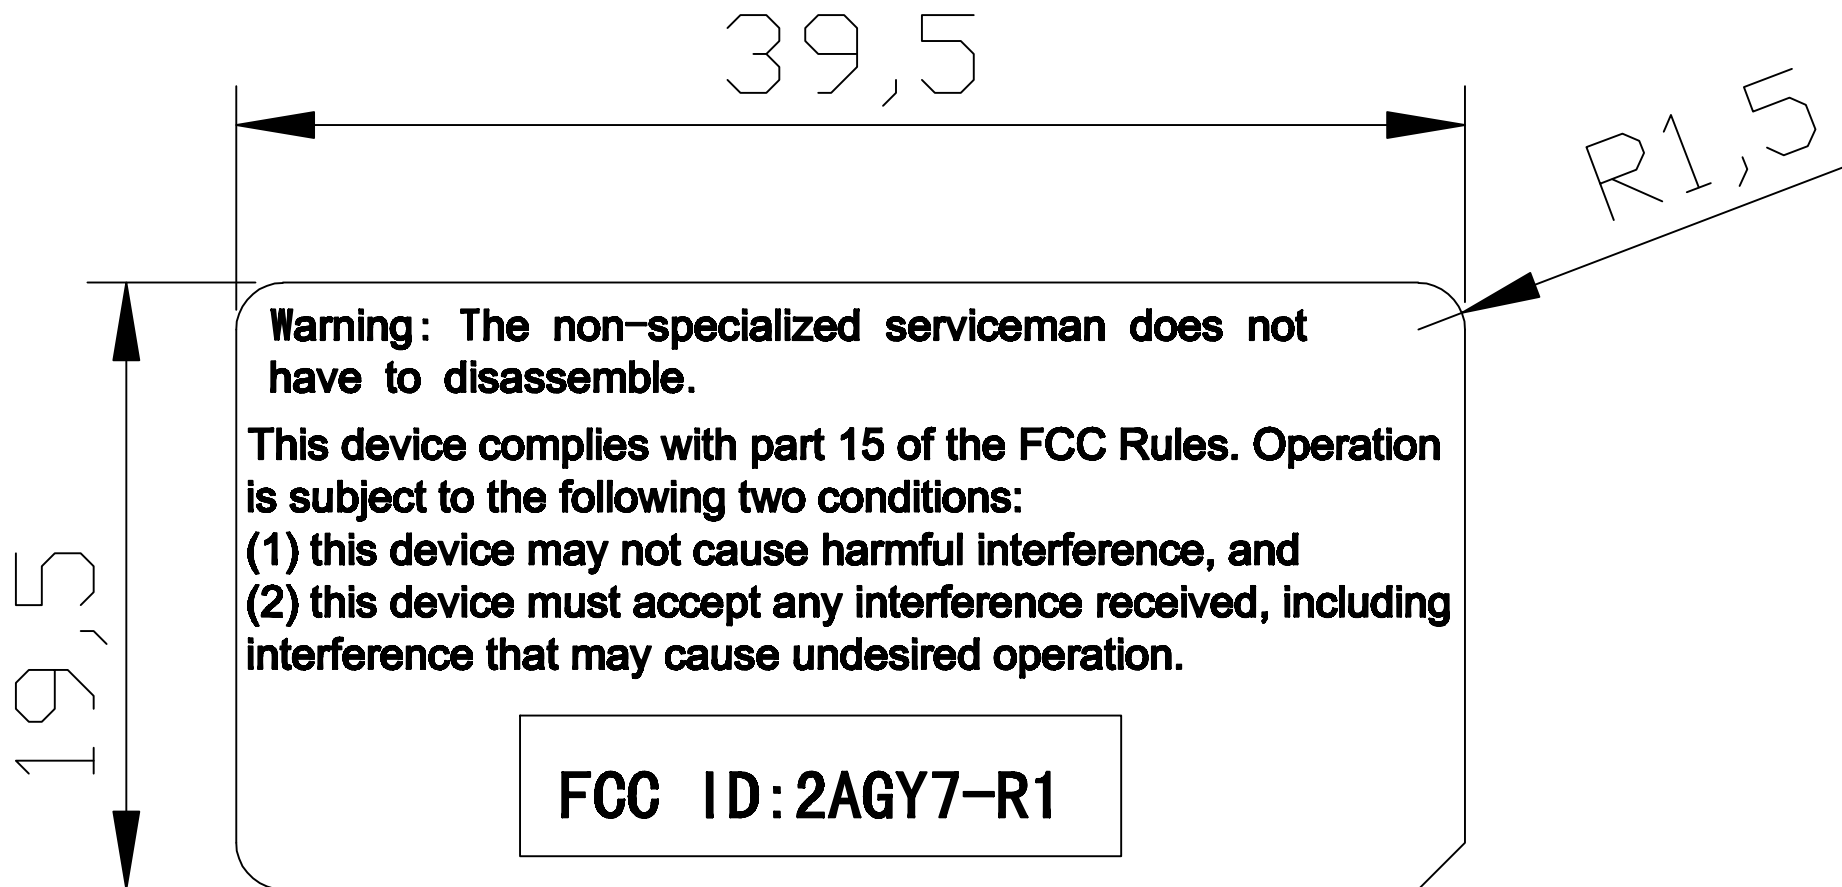 39,5
R1,5
Warning: The non-specialized serviceman does not
have to disassemble.
This device complies with part 15 of the FCC Rules. Operation
is subject to the following two conditions:
(1) this device may not cause harmful interference, and
(2) this device must accept any interference received, including
interference that may cause undesired operation.
19,5
FCC ID:2AGY7-R1